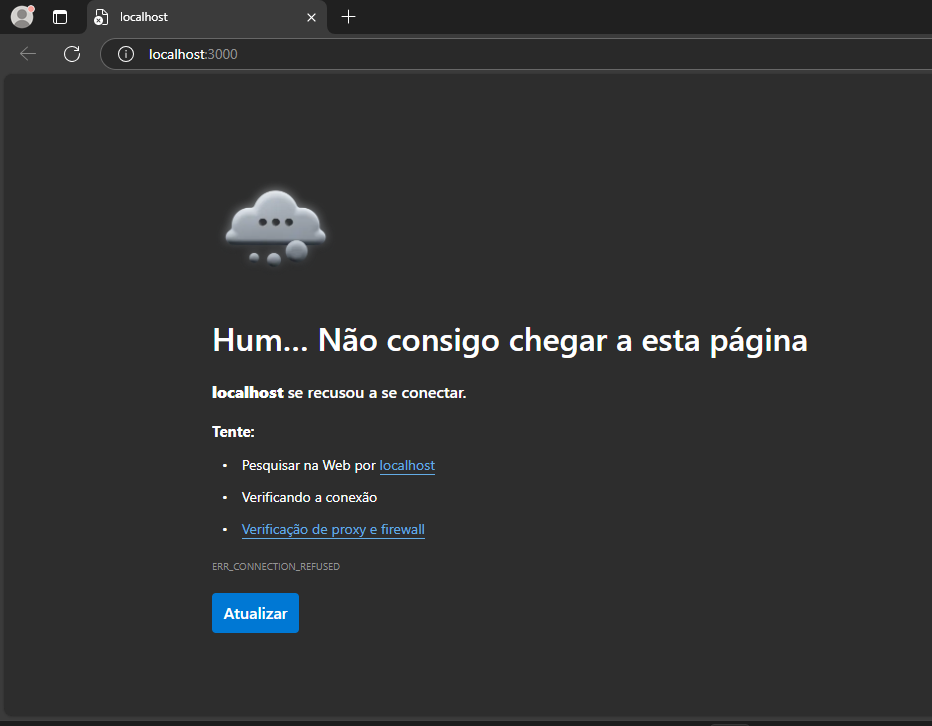 localhost
localhost:3000
Hum... Não consigo chegar a esta página
localhost se recusou a se conectar.
Tente:
• Pesquisar na Web por localhost
• Verificando a conexão
• Verificação de proxy e firewall
ERR_CONNECTION_REFUSED
Atualizar